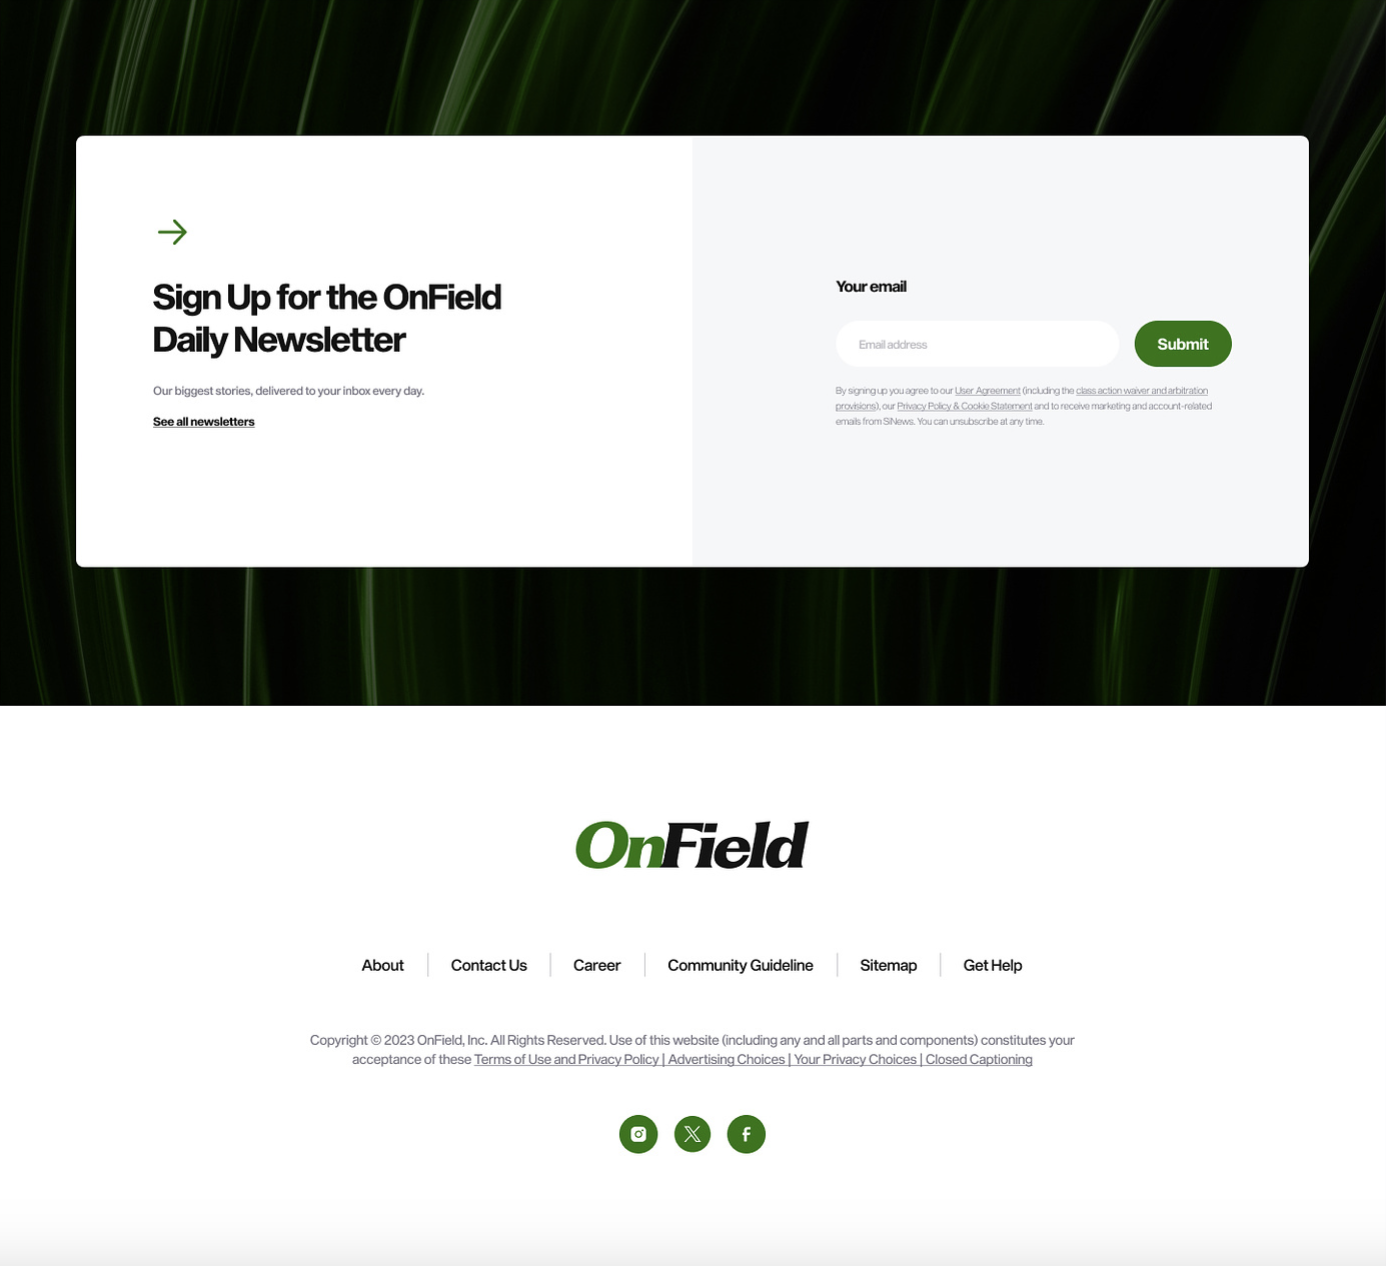 Sign Up for the OnField
Daily Newsletter
Our biggest stories, delivered to your inbox every day.
See all newsletters
Your email
Email address
Submit
By signing up you agree to our User Agreement (including the class action waiver and arbitration
provisions), our Privacy Policy & Cookie Statement and to receive marketing and account-related
emails from SiNews. You can unsubscribe at any time.
OnField
About
Contact Us
Career
Community Guideline
Sitemap
Get Help
Copyright © 2023 OnField, Inc. All Rights Reserved. Use of this website (including any and all parts and components) constitutes your
acceptance of these Terms of Use and Privacy Policy | Advertising Choices | Your Privacy Choices | Closed Captioning